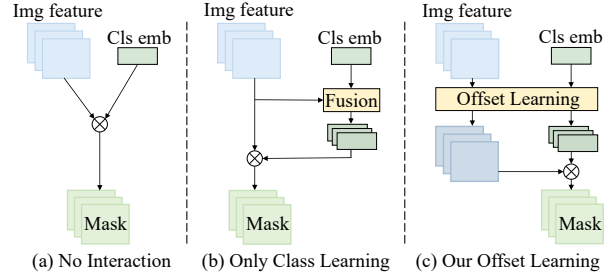 Img feature
Cls emb
Mask
(a) No Interaction
Img feature
Cls emb
Fusion
Mask
(b) Only Class Learning
Img feature
Cls emb
Offset Learning
Mask
(c) Our Offset Learning